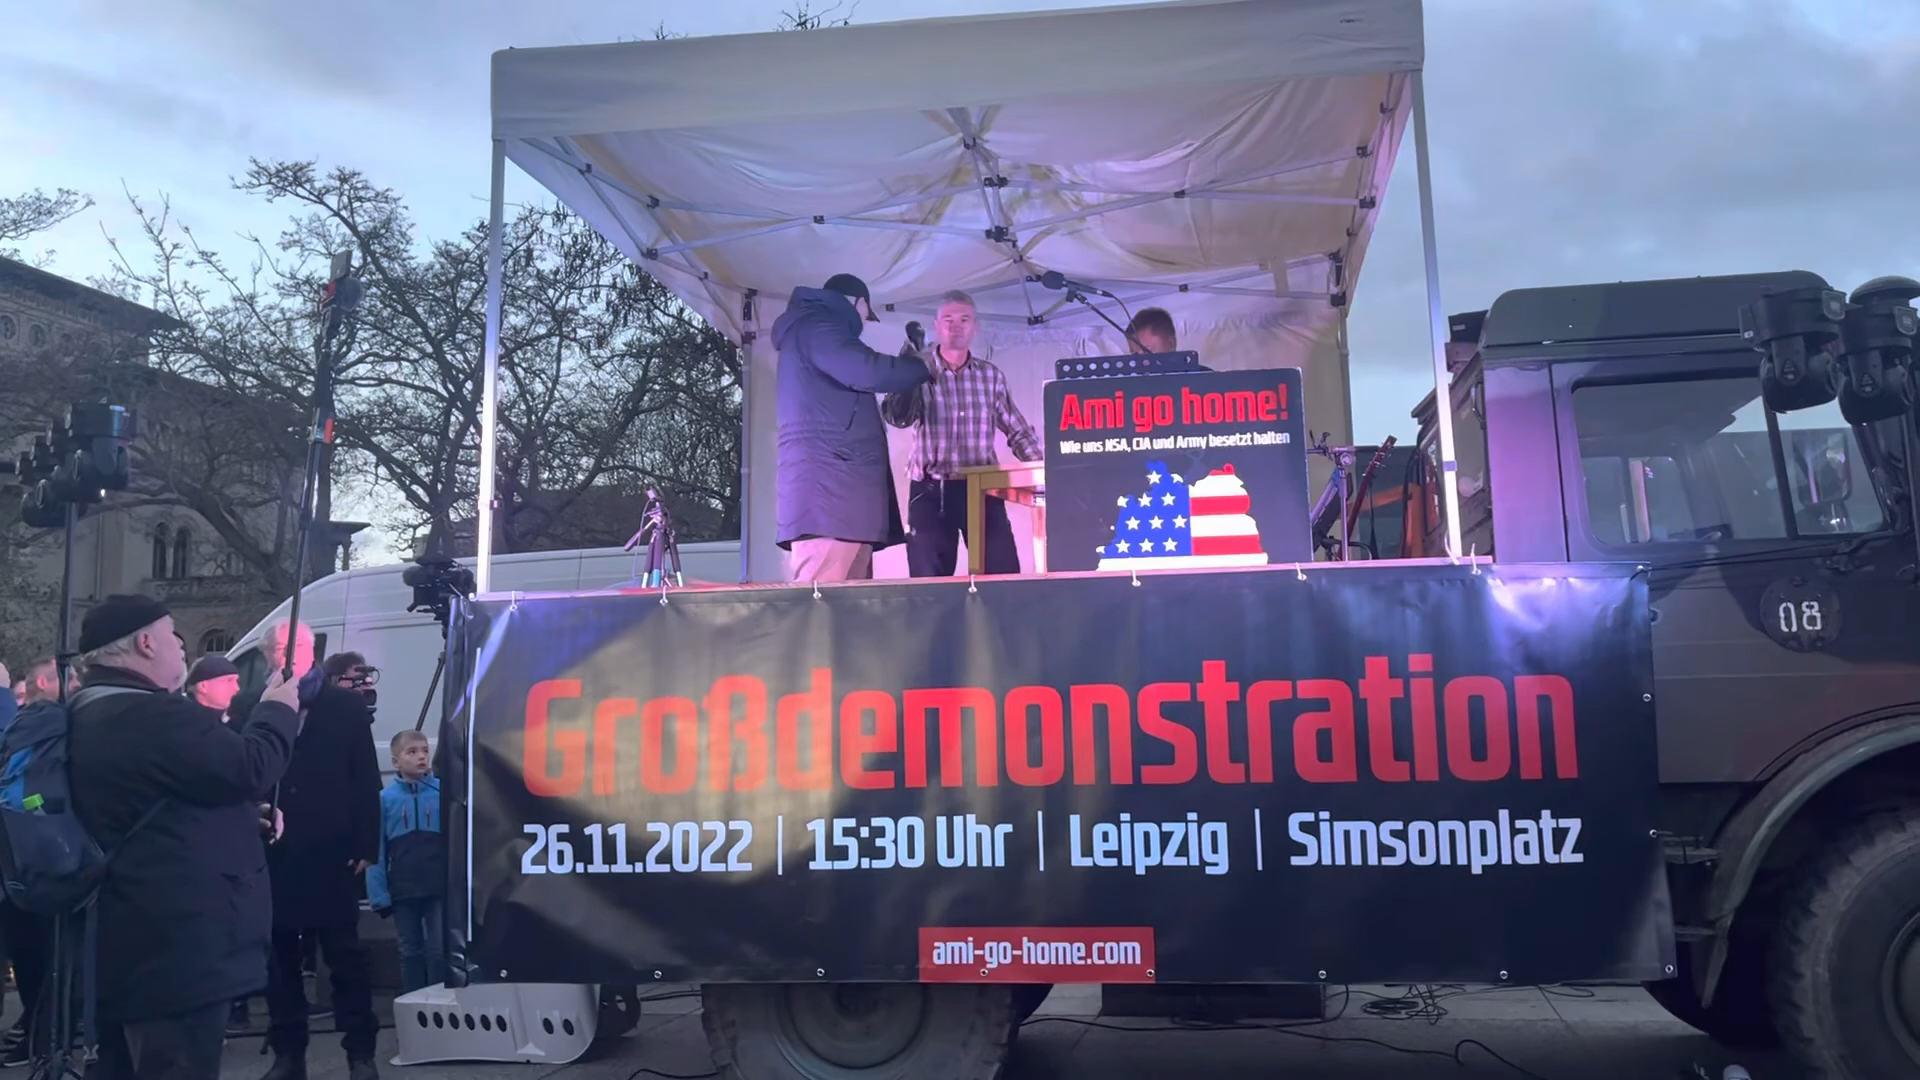 Ami go home!
Wie uns NSA, CIA und Army besetzt halten
08
Großdemonstration
26.11.2022 | 15:30 Uhr | Leipzig | Simsonplatz
ami-go-home.com